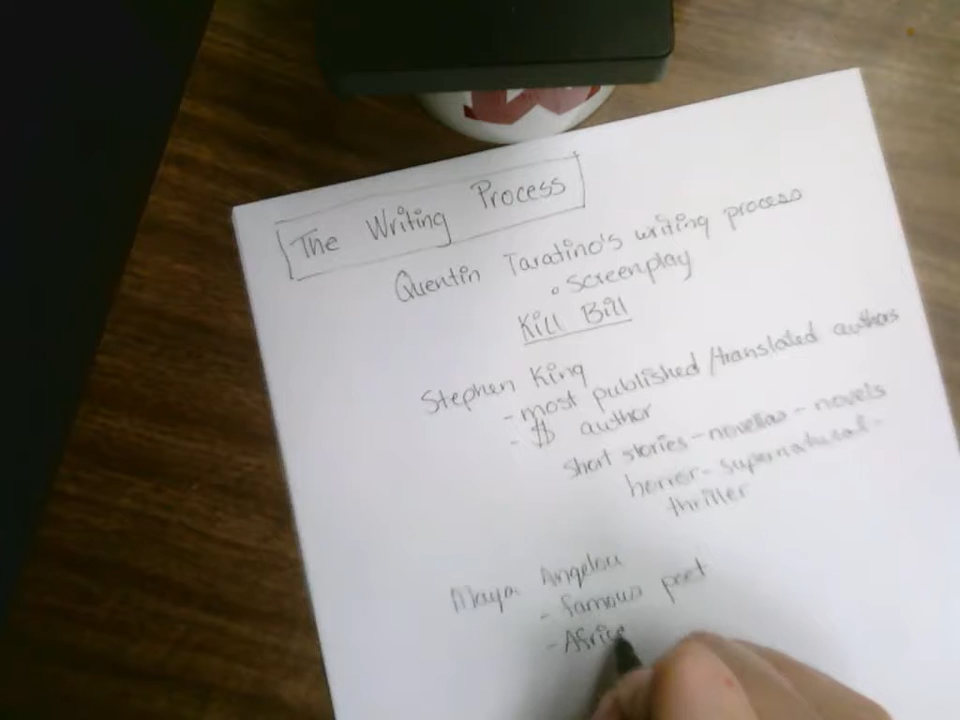 The Writing Process
Quentin Taratino's writing process
• Screenplay
Kill Bill
Stephen King
- most published/translated authors
- $ author
short stories - novellas - novels
horror - supernatural -
thriller
Maya Angelou
- famous poet
- Africa